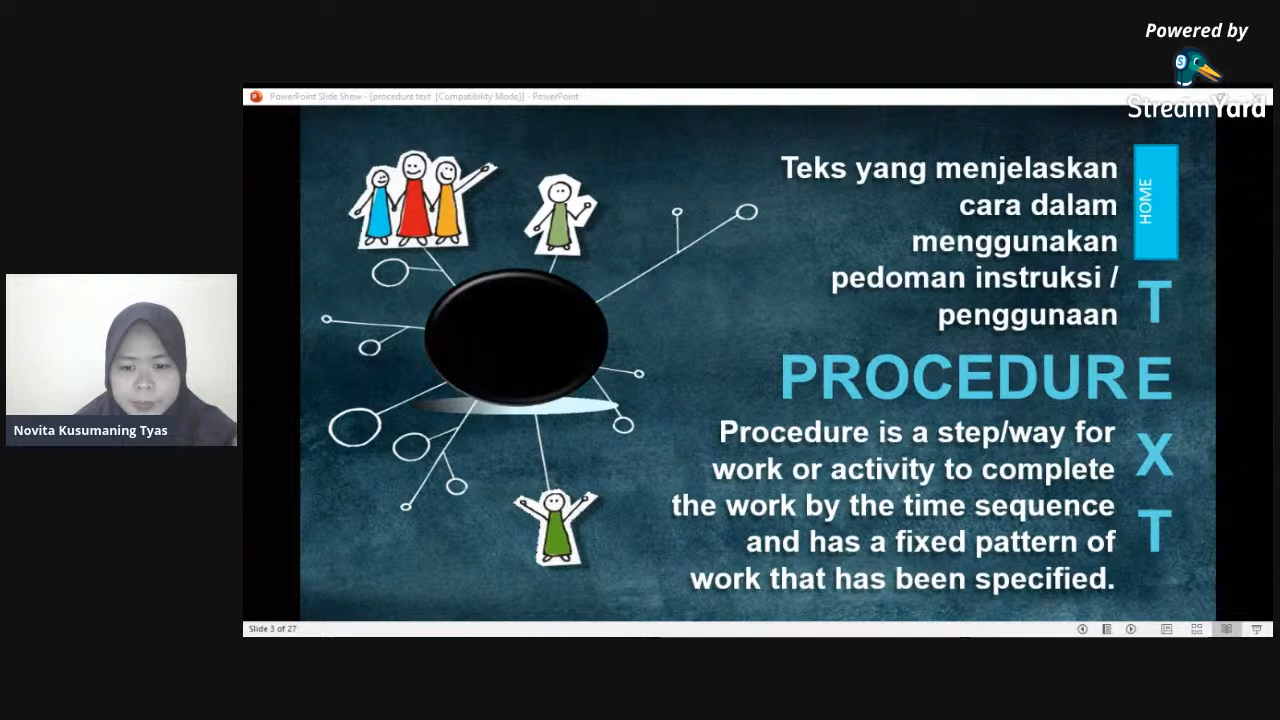 Powered by
StreamYard
PowerPoint Slide Show - [procedure text [Compatibility Mode]] - PowerPoint
Teks yang menjelaskan
cara dalam
menggunakan
pedoman instruksi /
penggunaan
HOME
PROCEDURE
TEXT
Procedure is a step/way for
work or activity to complete
the work by the time sequence
and has a fixed pattern of
work that has been specified.
Novita Kusumaning Tyas
Slide 3 of 27